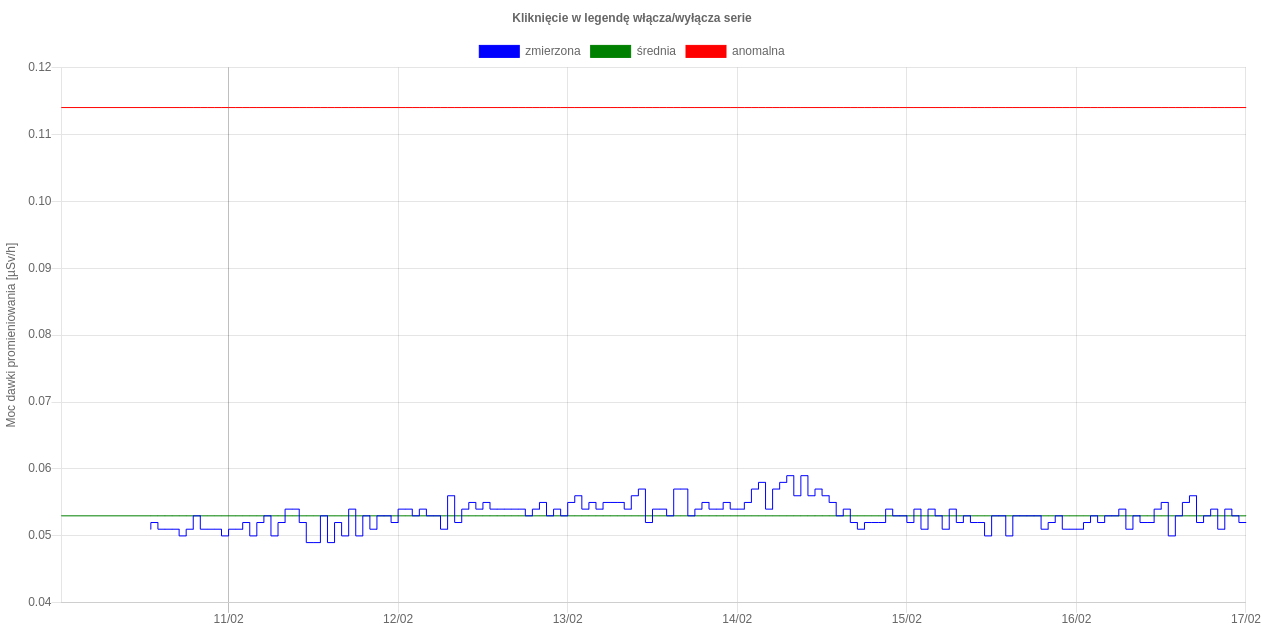 Kliknięcie w legendę włącza/wyłącza serie
zmierzona średnia anomalna
Moc dawki promieniowania [µSv/h]
0.12
0.11
0.10
0.09
0.08
0.07
0.06
0.05
0.04
11/02 12/02 13/02 14/02 15/02 16/02 17/02